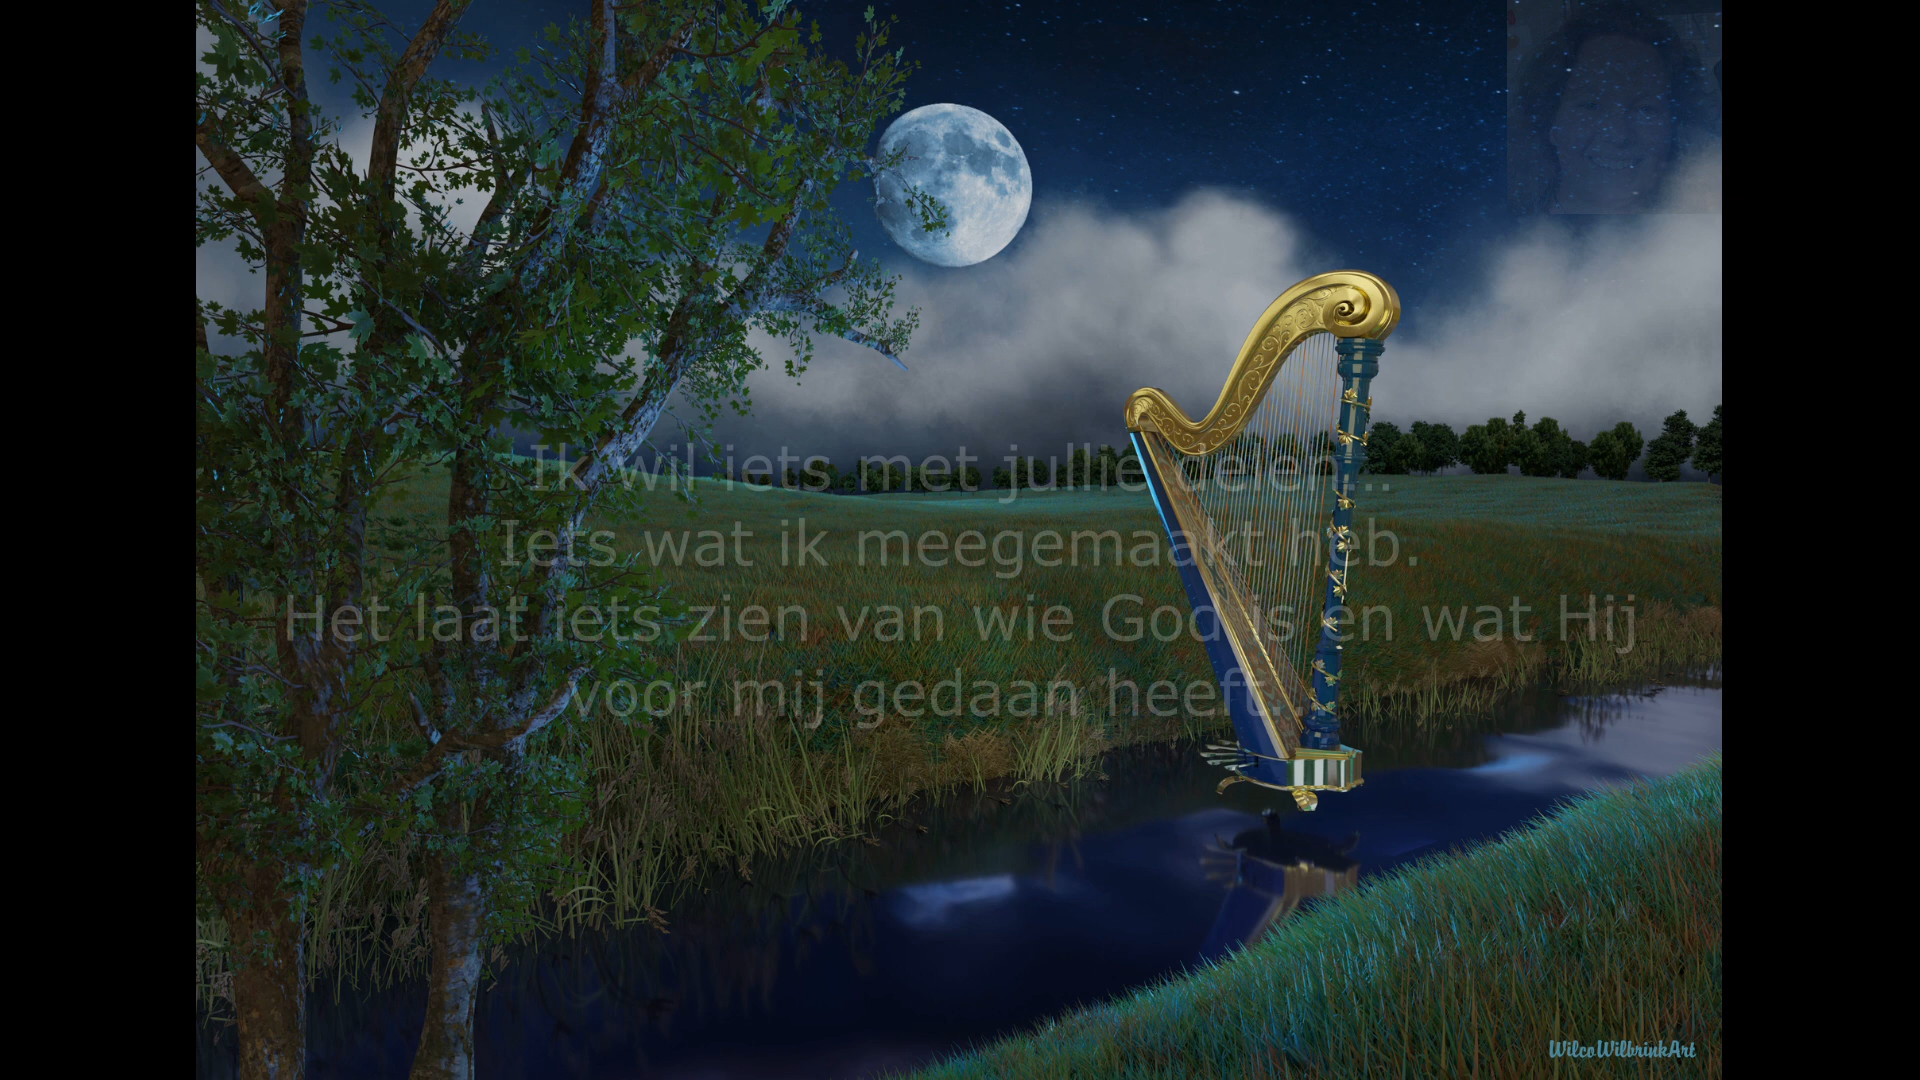 Ik wil iets met jullie delen...
Iets wat ik meegemaakt heb.
Het laat iets zien van wie God is en wat Hij
voor mij gedaan heeft...
WilcoWilbrinkArt